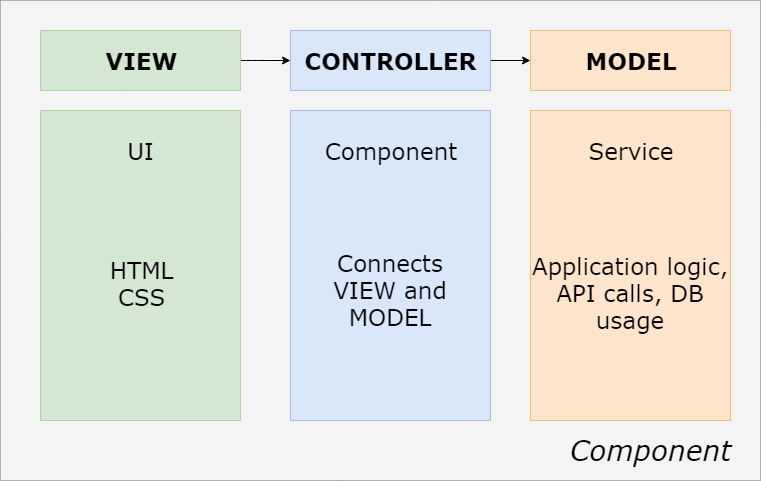 VIEW
CONTROLLER
MODEL
UI
HTML
CSS
Component
Connects
VIEW and
MODEL
Service
Application logic,
API calls, DB
usage
Component